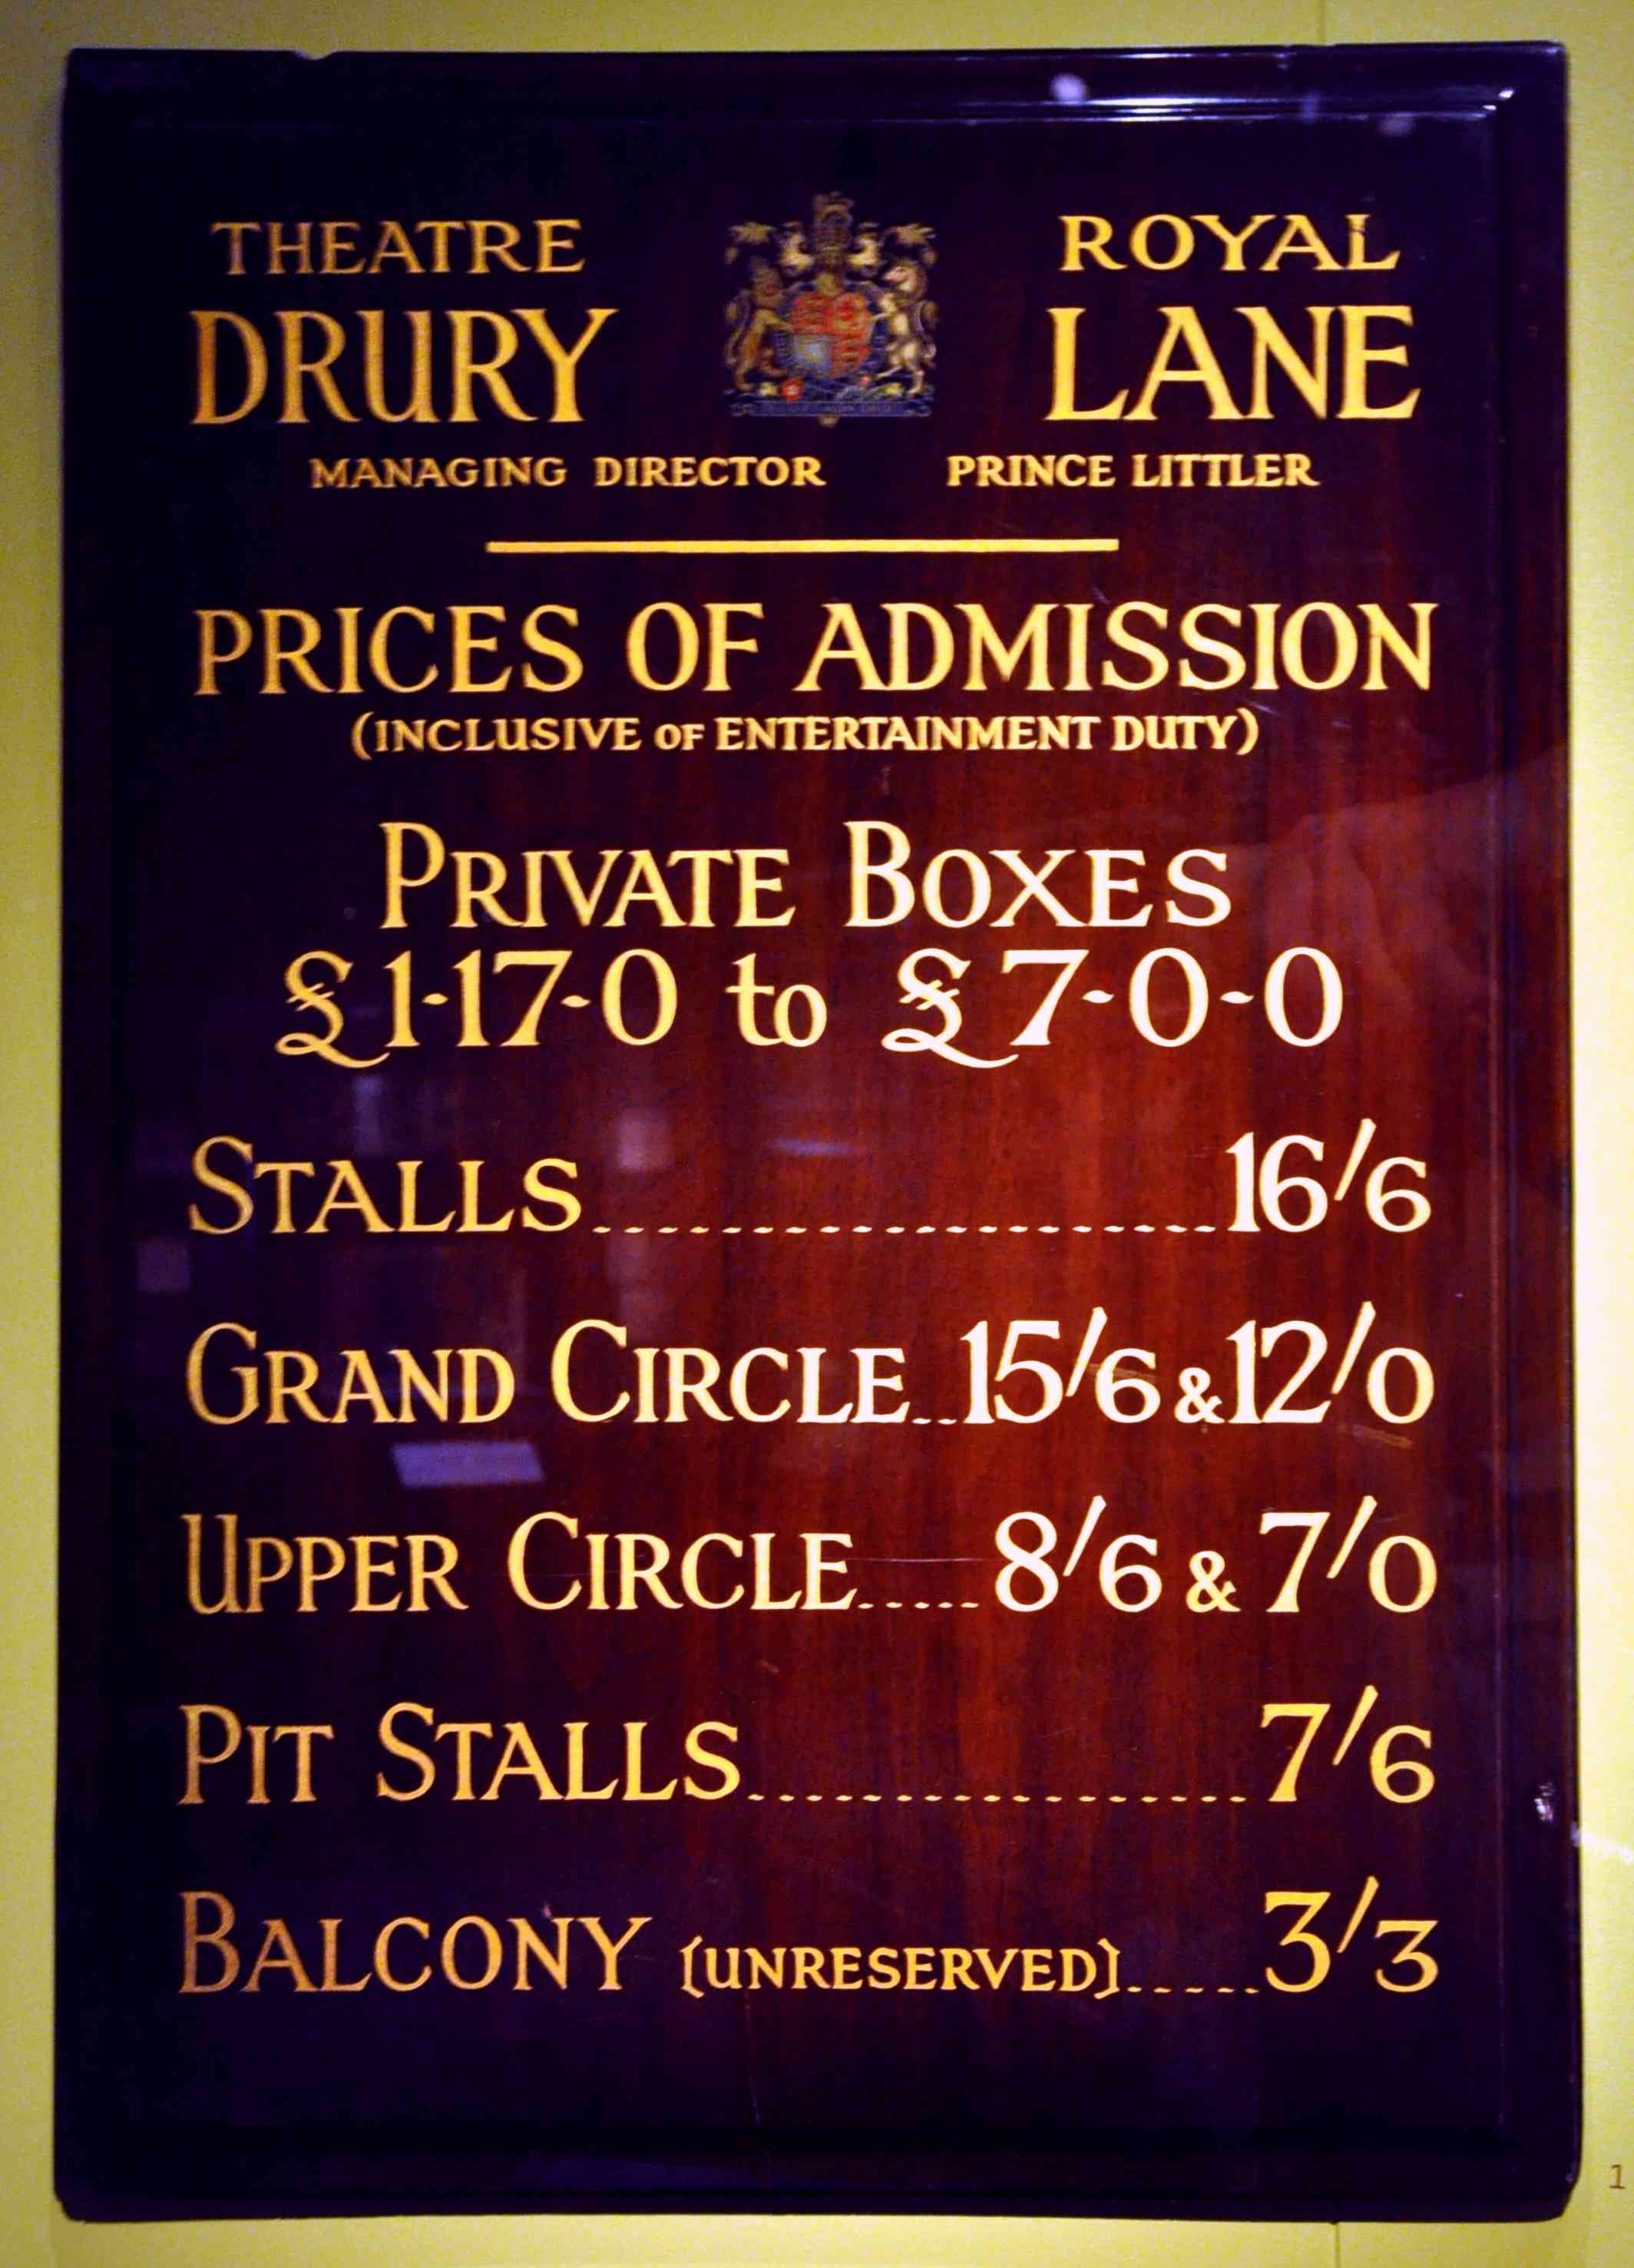 THEATRE ROYAL
DRURY LANE
MANAGING DIRECTOR PRINCE LITTLER
PRICES OF ADMISSION
(INCLUSIVE OF ENTERTAINMENT DUTY)
PRIVATE BOXES
£1-17-0 to £7-0-0
STALLS......................16/6
GRAND CIRCLE...15/6 & 12/0
UPPER CIRCLE.....8/6 & 7/0
PIT STALLS.................7/6
BALCONY (UNRESERVED).....3/3
1